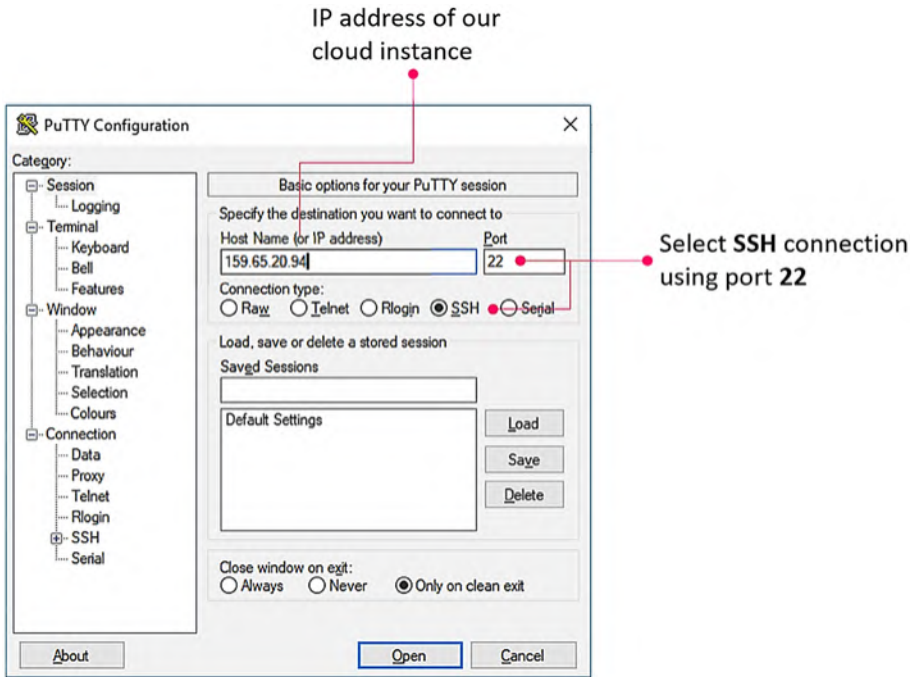 IP address of our
cloud instance
PuTTY Configuration
Category:
Session
Logging
Terminal
Keyboard
Bell
Features
Window
Appearance
Behaviour
Translation
Selection
Colours
Connection
Data
Proxy
Telnet
Rlogin
SSH
Serial
Basic options for your PuTTY session
Specify the destination you want to connect to
Host Name (or IP address) Port
159.65.20.94 22
Connection type:
Raw Telnet Rlogin SSH Serial
Load, save or delete a stored session
Saved Sessions
Default Settings
Load
Save
Delete
Close window on exit:
Always Never Only on clean exit
About Open Cancel
Select SSH connection
using port 22